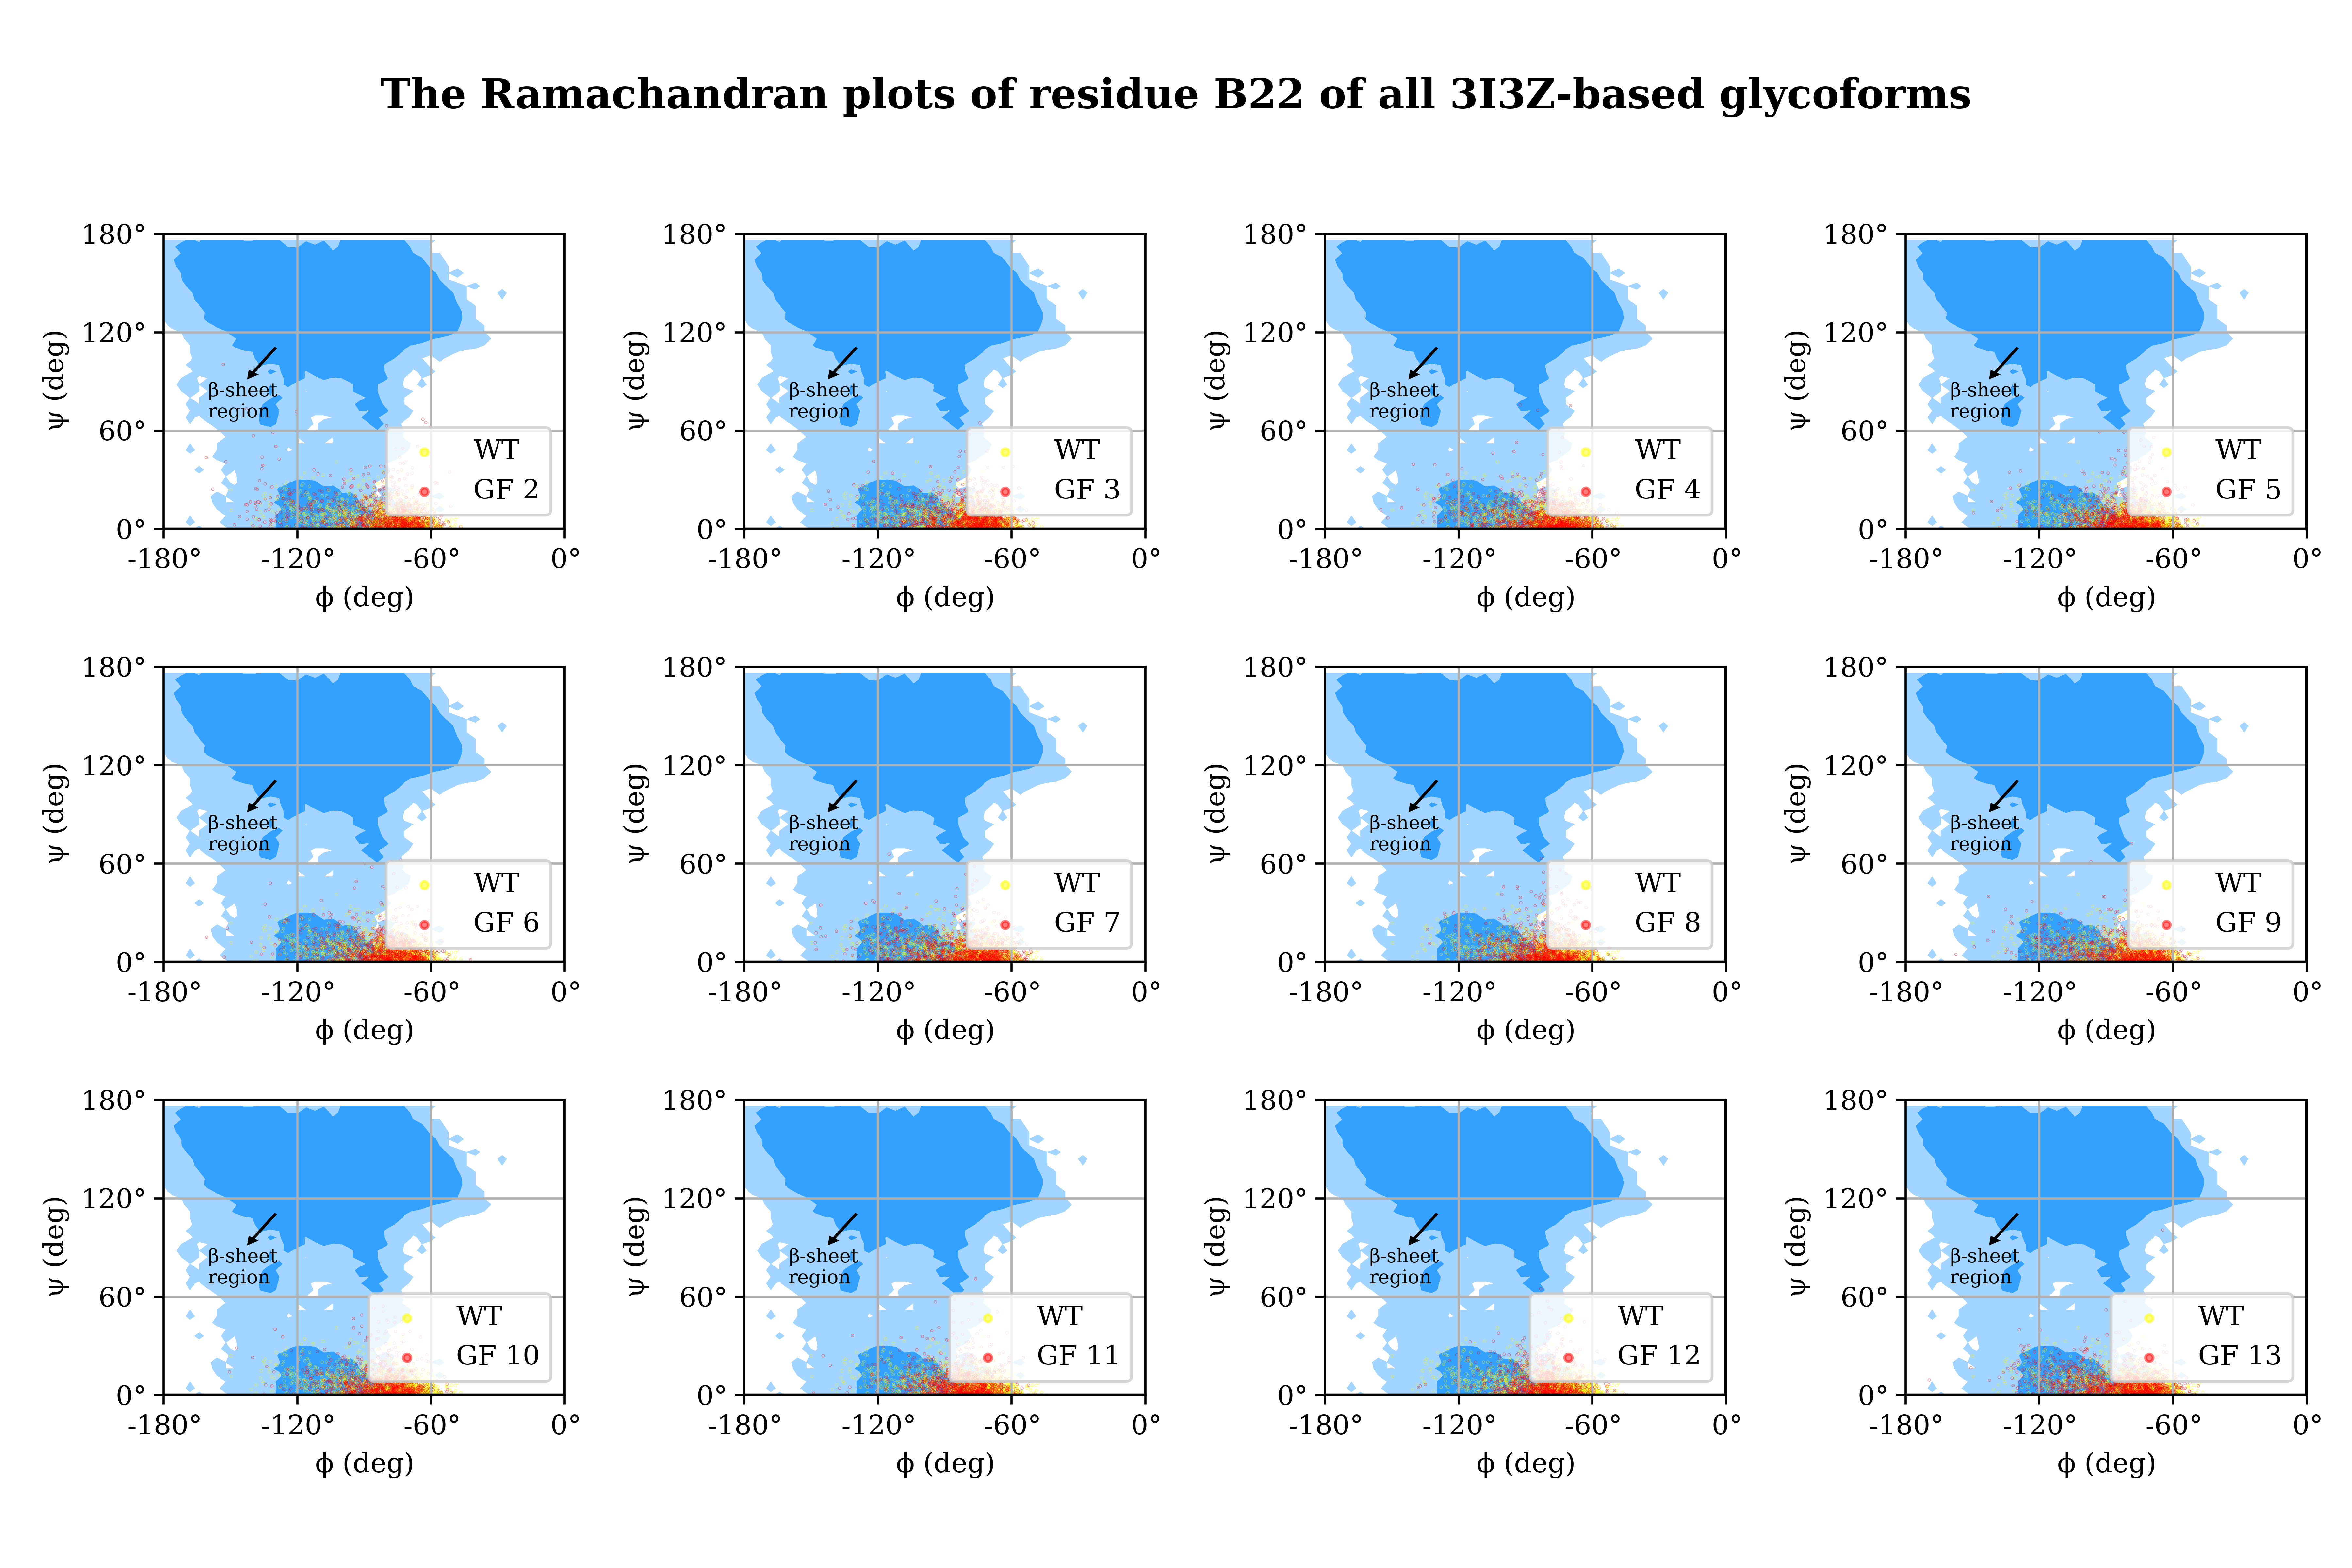 The Ramachandran plots of residue B22 of all 3I3Z-based glycoforms
180°
120°
60°
0°
ψ (deg)
β-sheet
region
WT
GF 2
-180°
-120°
-60°
0°
ϕ (deg)
180°
120°
60°
0°
ψ (deg)
β-sheet
region
WT
GF 3
-180°
-120°
-60°
0°
ϕ (deg)
180°
120°
60°
0°
ψ (deg)
β-sheet
region
WT
GF 4
-180°
-120°
-60°
0°
ϕ (deg)
180°
120°
60°
0°
ψ (deg)
β-sheet
region
WT
GF 5
-180°
-120°
-60°
0°
ϕ (deg)
180°
120°
60°
0°
ψ (deg)
β-sheet
region
WT
GF 6
-180°
-120°
-60°
0°
ϕ (deg)
180°
120°
60°
0°
ψ (deg)
β-sheet
region
WT
GF 7
-180°
-120°
-60°
0°
ϕ (deg)
180°
120°
60°
0°
ψ (deg)
β-sheet
region
WT
GF 8
-180°
-120°
-60°
0°
ϕ (deg)
180°
120°
60°
0°
ψ (deg)
β-sheet
region
WT
GF 9
-180°
-120°
-60°
0°
ϕ (deg)
180°
120°
60°
0°
ψ (deg)
β-sheet
region
WT
GF 10
-180°
-120°
-60°
0°
ϕ (deg)
180°
120°
60°
0°
ψ (deg)
β-sheet
region
WT
GF 11
-180°
-120°
-60°
0°
ϕ (deg)
180°
120°
60°
0°
ψ (deg)
β-sheet
region
WT
GF 12
-180°
-120°
-60°
0°
ϕ (deg)
180°
120°
60°
0°
ψ (deg)
β-sheet
region
WT
GF 13
-180°
-120°
-60°
0°
ϕ (deg)